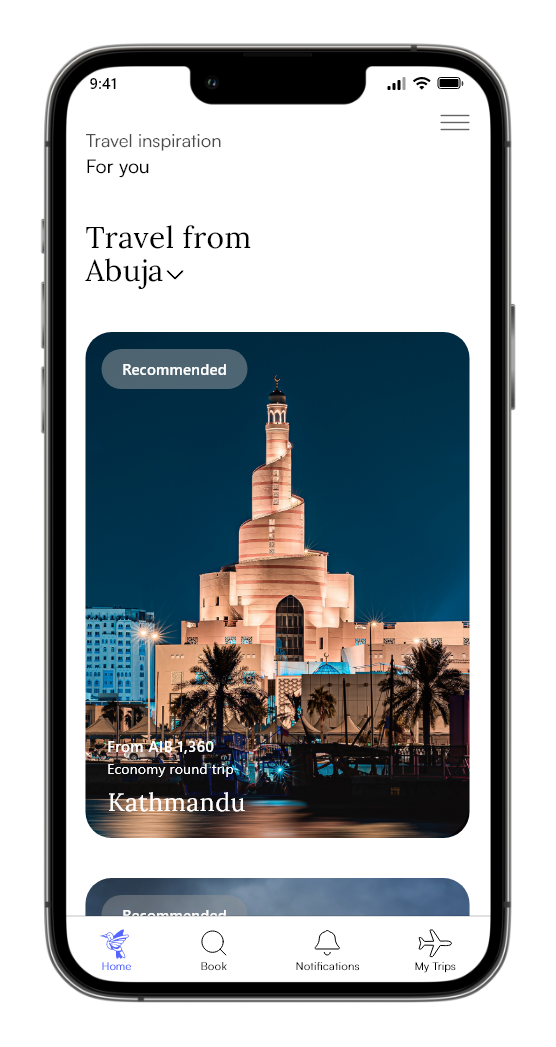 9:41
Travel inspiration
For you
Travel from
Abuja
Recommended
From AIB 1,360
Economy round trip
Kathmandu
Recommended
Home
Book
Notifications
My Trips